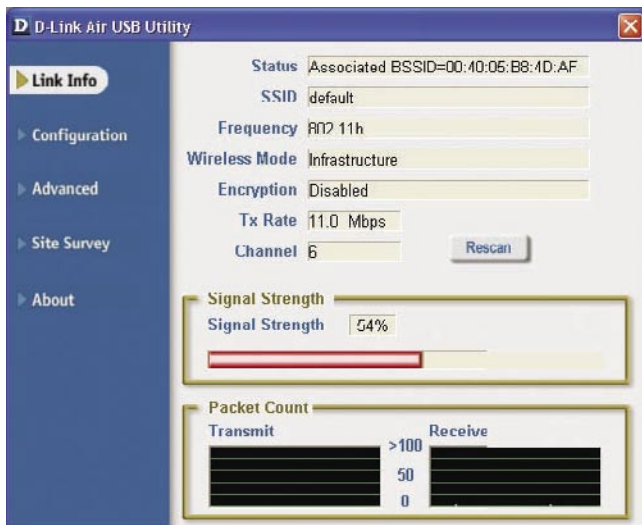 D D-Link Air USB Utility
Link Info
Configuration
Advanced
Site Survey
About
Status Associated BSSID=00:40:05:B8:4D:AF
SSID default
Frequency 802.11b
Wireless Mode Infrastructure
Encryption Disabled
Tx Rate 11.0 Mbps
Channel 6
Rescan
Signal Strength
Signal Strength 54%
Packet Count
Transmit
Receive
>100
50
0